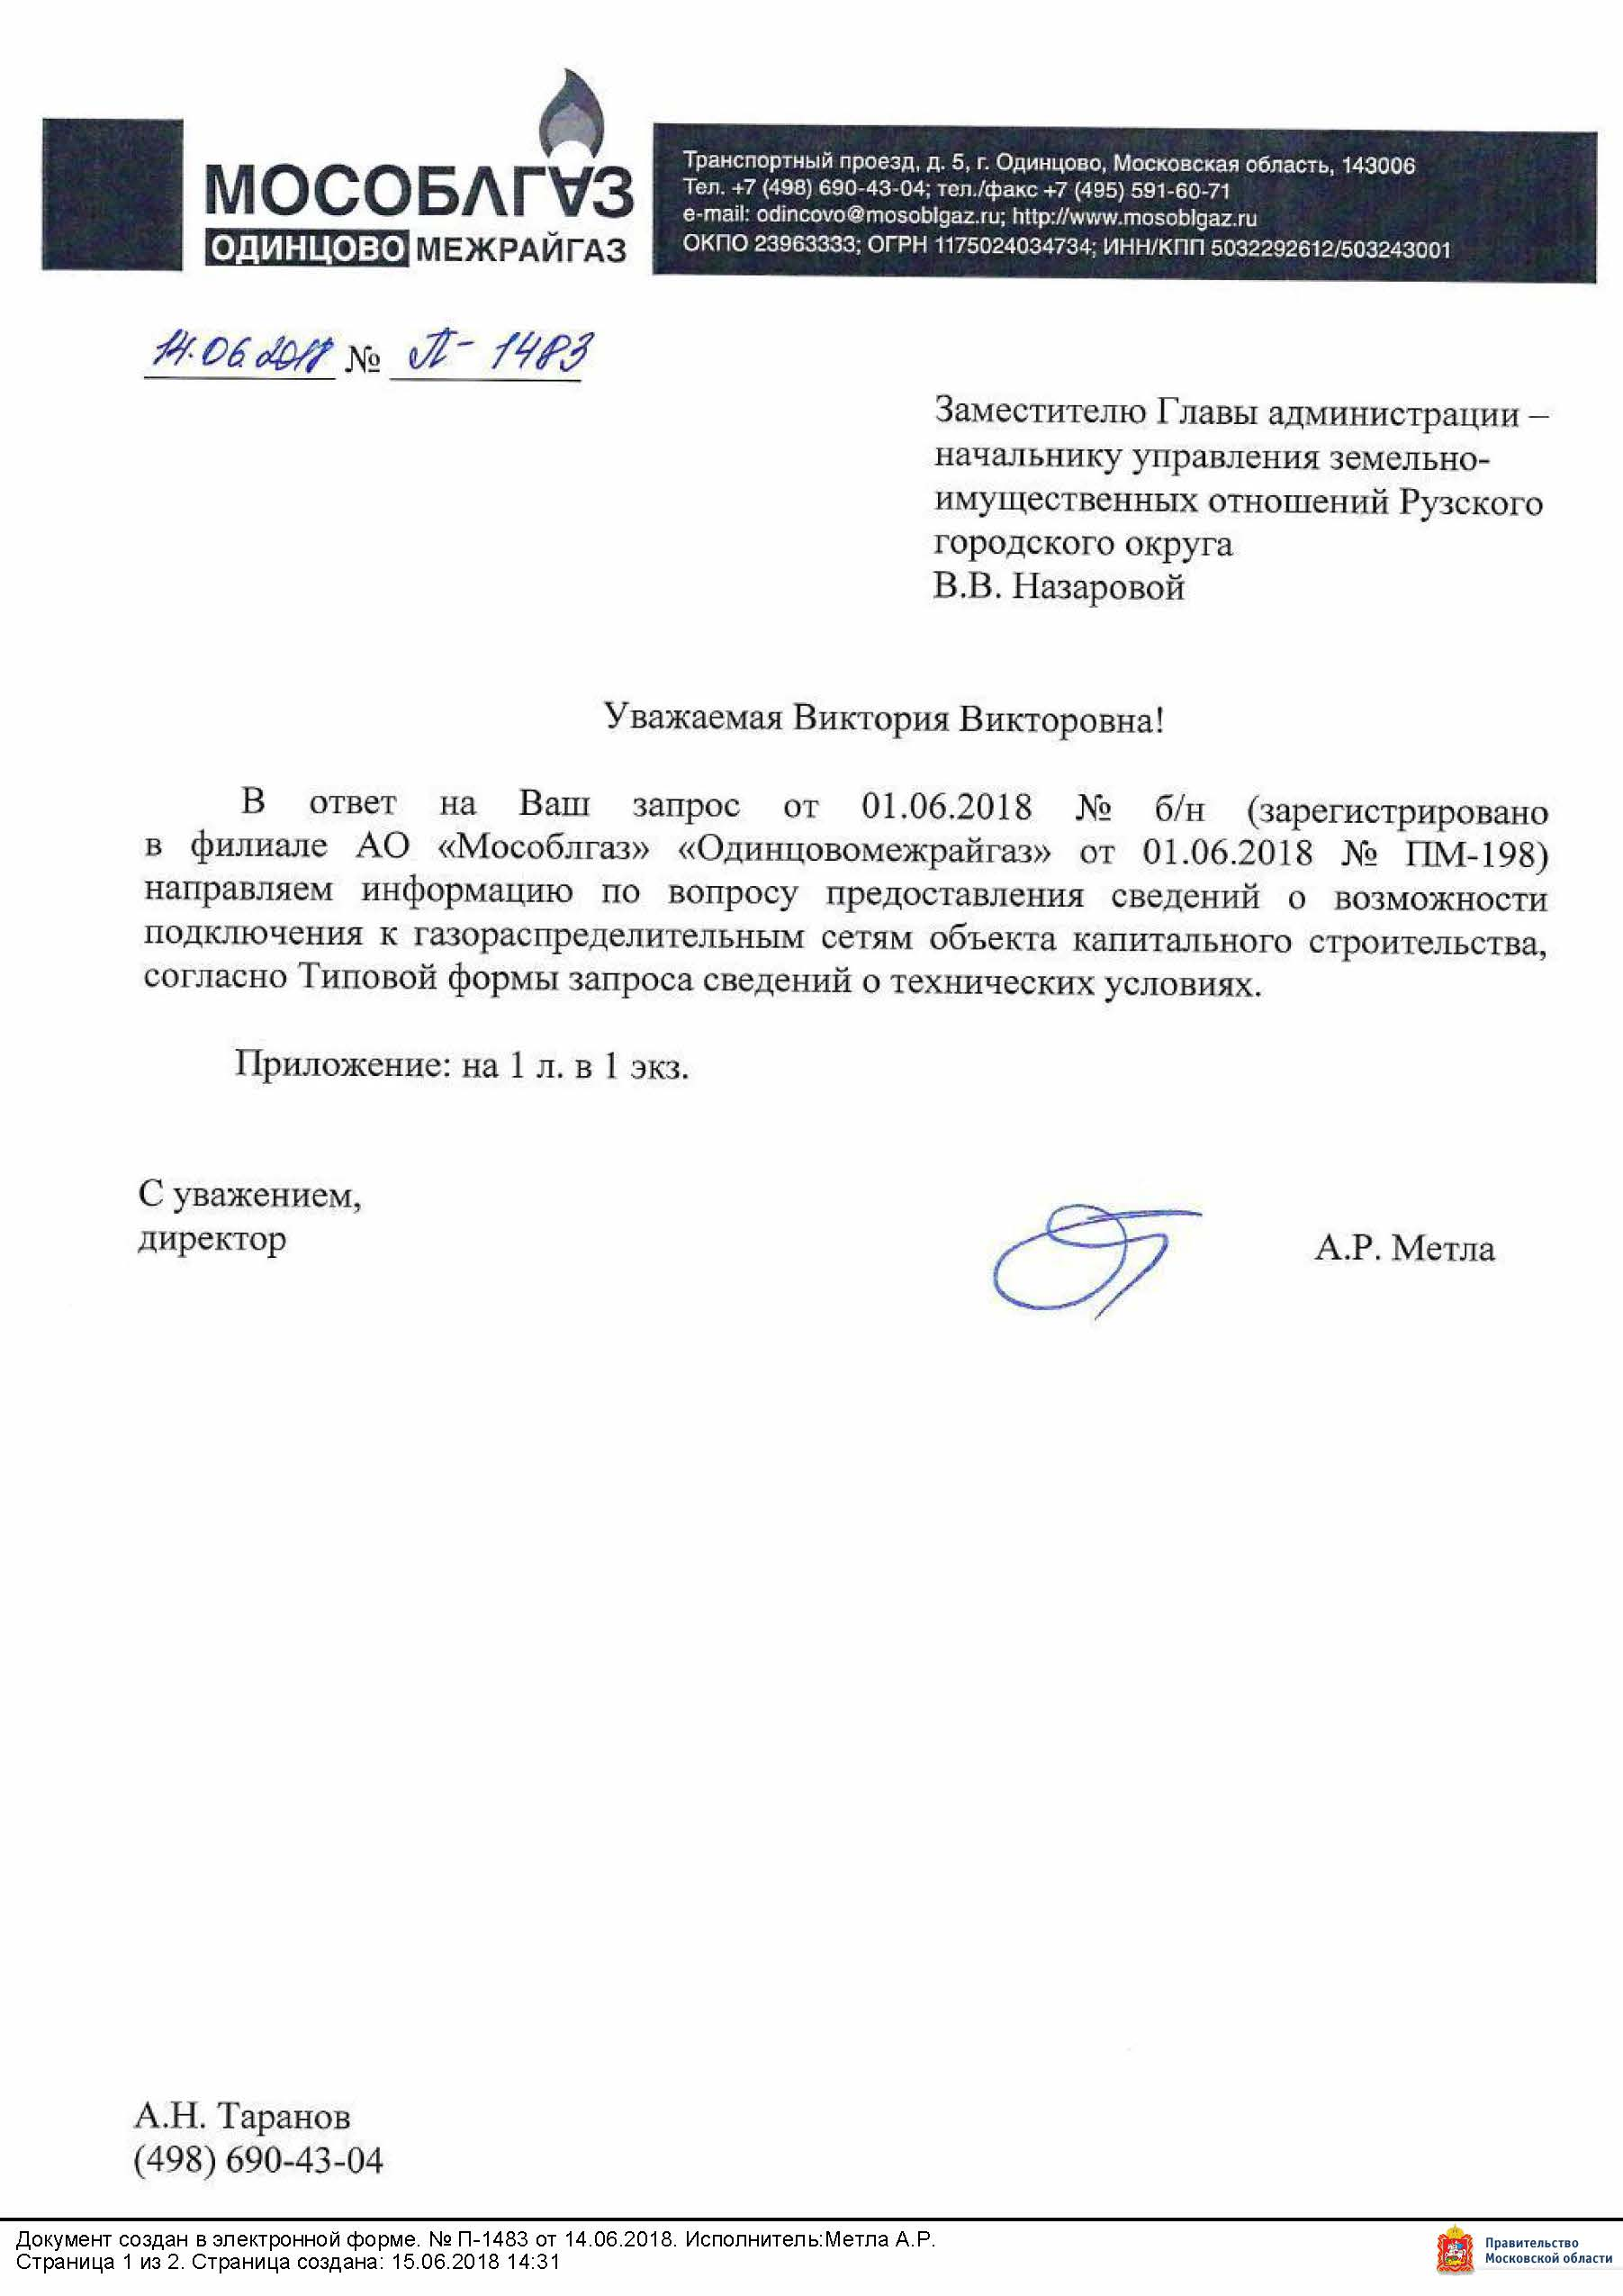 МОСОБЛГАЗ
ОДИНЦОВО МЕЖРАЙГАЗ
Транспортный проезд, д. 5, г. Одинцово, Московская область, 143006
Тел. +7 (498) 690-43-04; тел./факс +7 (495) 591-60-71
e-mail: odincovo@mosoblgaz.ru; http://www.mosoblgaz.ru
ОКПО 23963333; ОГРН 1175024034734; ИНН/КПП 5032292612/503243001
14.06.2018 № П- 1483
Заместителю Главы администрации –
начальнику управления земельно-
имущественных отношений Рузского
городского округа
В.В. Назаровой
Уважаемая Виктория Викторовна!
В ответ на Ваш запрос от 01.06.2018 № б/н (зарегистрировано
в филиале АО «Мособлгаз» «Одинцовомежрайгаз» от 01.06.2018 № ПМ-198)
направляем информацию по вопросу предоставления сведений о возможности
подключения к газораспределительным сетям объекта капитального строительства,
согласно Типовой формы запроса сведений о технических условиях.
Приложение: на 1 л. в 1 экз.
С уважением,
директор
А.Р. Метла
А.Н. Таранов
(498) 690-43-04
Документ создан в электронной форме. № П-1483 от 14.06.2018. Исполнитель:Метла А.Р.
Страница 1 из 2. Страница создана: 15.06.2018 14:31
Правительство
Московской области